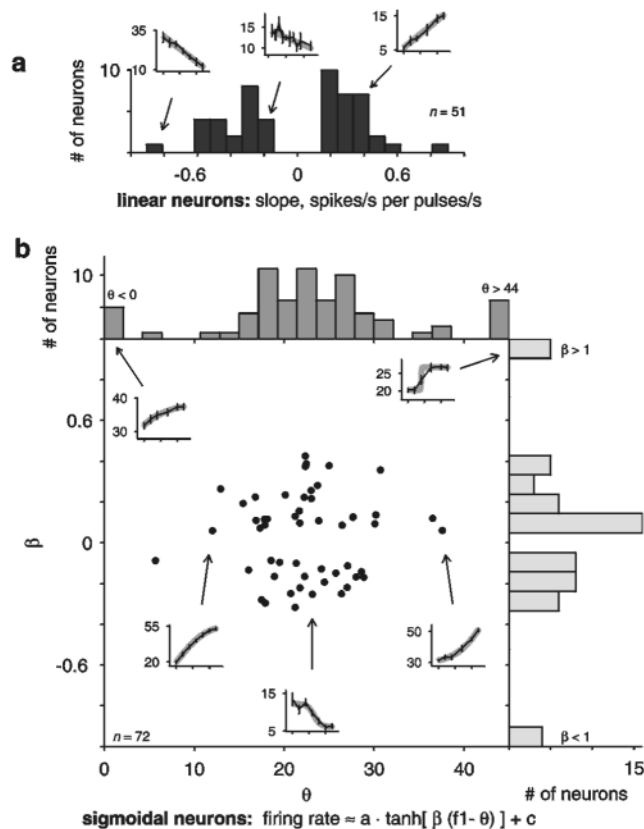 35
10
15
10
15
5
a
10
# of neurons
n = 51
-0.6
0
0.6
linear neurons: slope, spikes/s per pulses/s
b
10
# of neurons
θ < 0
θ > 44
β > 1
25
20
40
30
0.6
β
0
55
20
50
30
15
5
-0.6
n = 72
β < 1
0
10
20
30
40
15
θ
# of neurons
sigmoidal neurons: firing rate ≈ a · tanh[ β (f1- θ) ] + c